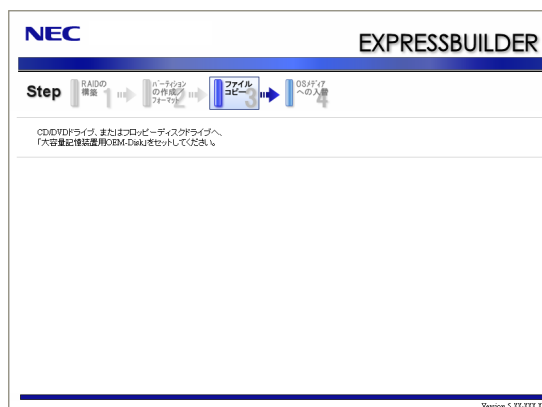 NEC
EXPRESSBUILDER
Step
RAIDの
構築
1
パーティション
の作成/
フォーマット
2
ファイル
コピー
3
OSメディア
への入替
4
CD/DVDドライブ、またはフロッピーディスクドライブへ、
「大容量記憶装置用OEM-Disk」をセットしてください。
Version 5.XX-XXX.X